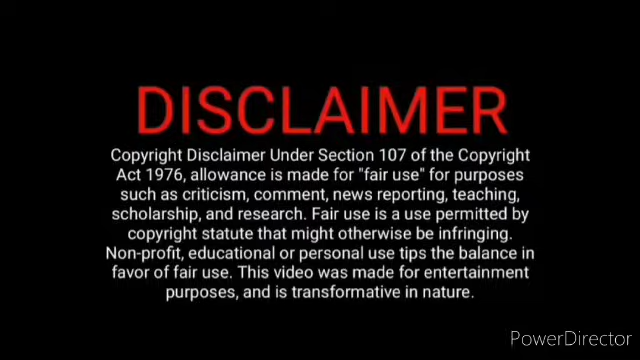 DISCLAIMER
Copyright Disclaimer Under Section 107 of the Copyright
Act 1976, allowance is made for "fair use" for purposes
such as criticism, comment, news reporting, teaching,
scholarship, and research. Fair use is a use permitted by
copyright statute that might otherwise be infringing.
Non-profit, educational or personal use tips the balance in
favor of fair use. This video was made for entertainment
purposes, and is transformative in nature.
PowerDirector